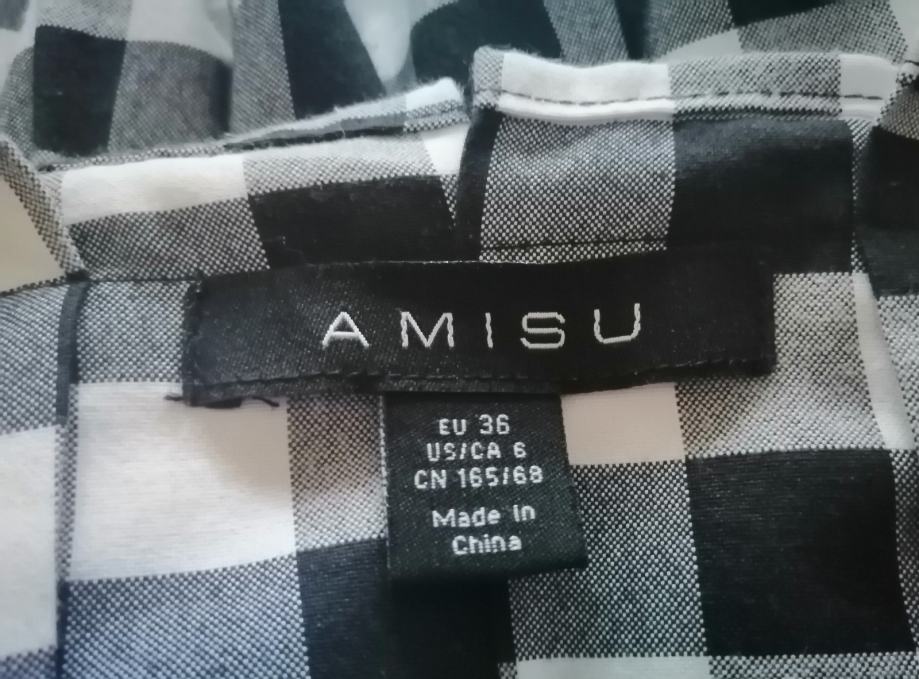 AMISU
EU 36
US/CA 6
CN 165/68
Made in
China